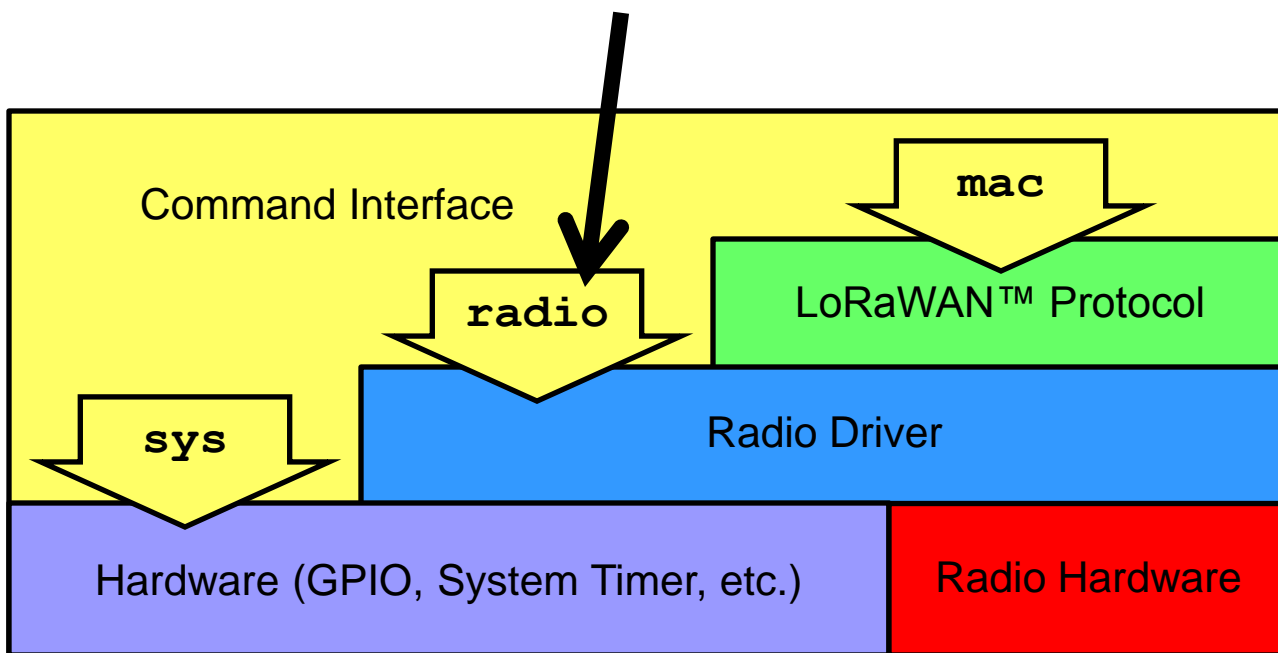 Command Interface
mac
LoRaWAN™ Protocol
radio
Radio Driver
sys
Hardware (GPIO, System Timer, etc.)
Radio Hardware